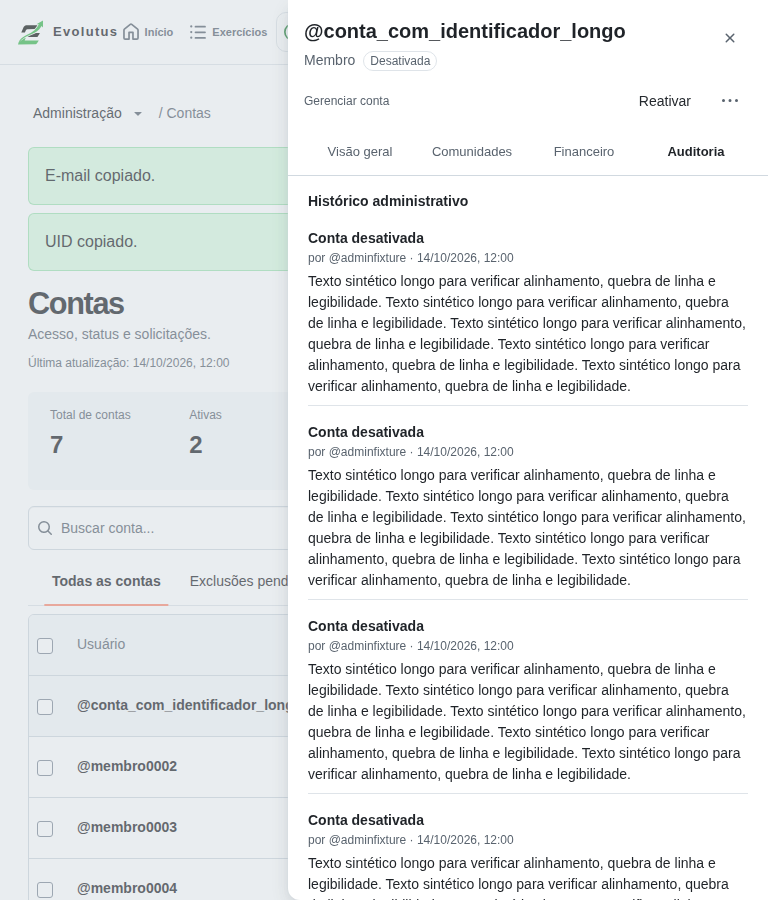 Evolutus
Início
Exercícios
Administração
/ Contas
E-mail copiado.
UID copiado.
Contas
Acesso, status e solicitações.
Última atualização: 14/10/2026, 12:00
Total de contas
7
Ativas
2
Buscar conta...
Todas as contas
Exclusões
Usuário
@membro0002
@membro0003
@membro0004
@conta_com_identificador_longo
Membro
Desativada
Gerenciar conta
Reativar
Visão geral
Comunidades
Financeiro
Auditoria
Histórico administrativo
Conta desativada
por @adminfixture · 14/10/2026, 12:00
Texto sintético longo para verificar alinhamento, quebra de linha e
legibilidade. Texto sintético longo para verificar alinhamento, quebra
de linha e legibilidade. Texto sintético longo para verificar alinhamento,
quebra de linha e legibilidade. Texto sintético longo para verificar
alinhamento, quebra de linha e legibilidade. Texto sintético longo para
verificar alinhamento, quebra de linha e legibilidade.
Conta desativada
por @adminfixture · 14/10/2026, 12:00
Texto sintético longo para verificar alinhamento, quebra de linha e
legibilidade. Texto sintético longo para verificar alinhamento, quebra
de linha e legibilidade. Texto sintético longo para verificar alinhamento,
quebra de linha e legibilidade. Texto sintético longo para verificar
alinhamento, quebra de linha e legibilidade. Texto sintético longo para
verificar alinhamento, quebra de linha e legibilidade.
Conta desativada
por @adminfixture · 14/10/2026, 12:00
Texto sintético longo para verificar alinhamento, quebra de linha e
legibilidade. Texto sintético longo para verificar alinhamento, quebra
de linha e legibilidade. Texto sintético longo para verificar alinhamento,
quebra de linha e legibilidade. Texto sintético longo para verificar
alinhamento, quebra de linha e legibilidade. Texto sintético longo para
verificar alinhamento, quebra de linha e legibilidade.
Conta desativada
por @adminfixture · 14/10/2026, 12:00
Texto sintético longo para verificar alinhamento, quebra de linha e
legibilidade. Texto sintético longo para verificar alinhamento, quebra